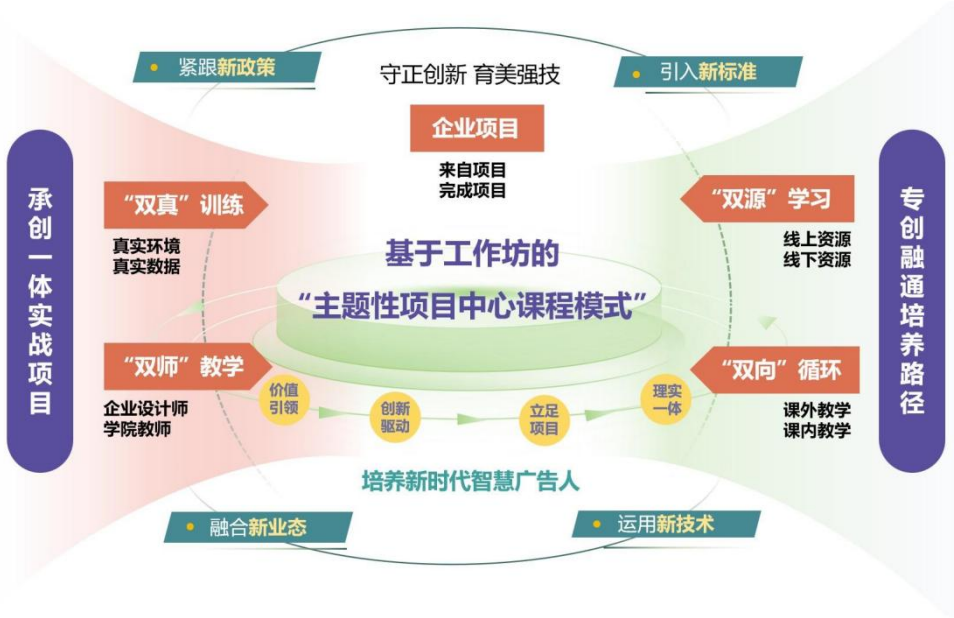 紧跟新政策
守正创新 育美强技
引入新标准
企业项目
来自项目
完成项目
承创一体实战项目
“双真”训练
真实环境
真实数据
“双源”学习
线上资源
线下资源
专创融通培养路径
基于工作坊的
“主题性项目中心课程模式”
“双师”教学
企业设计师
学院教师
价值
引领
创新
驱动
立足
项目
理实
一体
“双向”循环
课外教学
课内教学
培养新时代智慧广告人
融合新业态
运用新技术